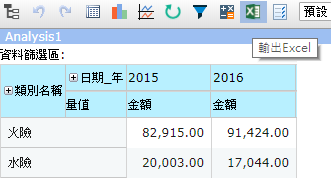 預設
Analysis1
輸出Excel
資料篩選區:
類別名稱 日期_年 2015 2016
量值 金額 金額
火險 82,915.00 91,424.00
水險 20,003.00 17,044.00